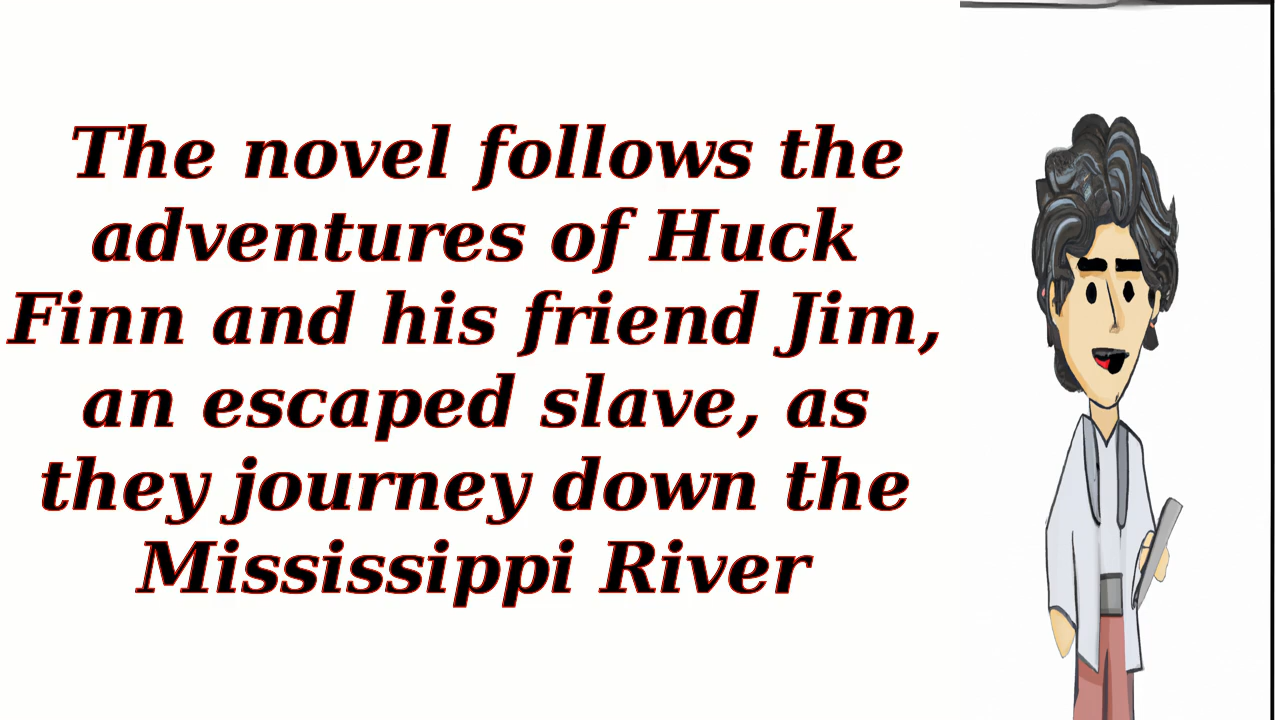 The novel follows the
adventures of Huck
Finn and his friend Jim,
an escaped slave, as
they journey down the
Mississippi River